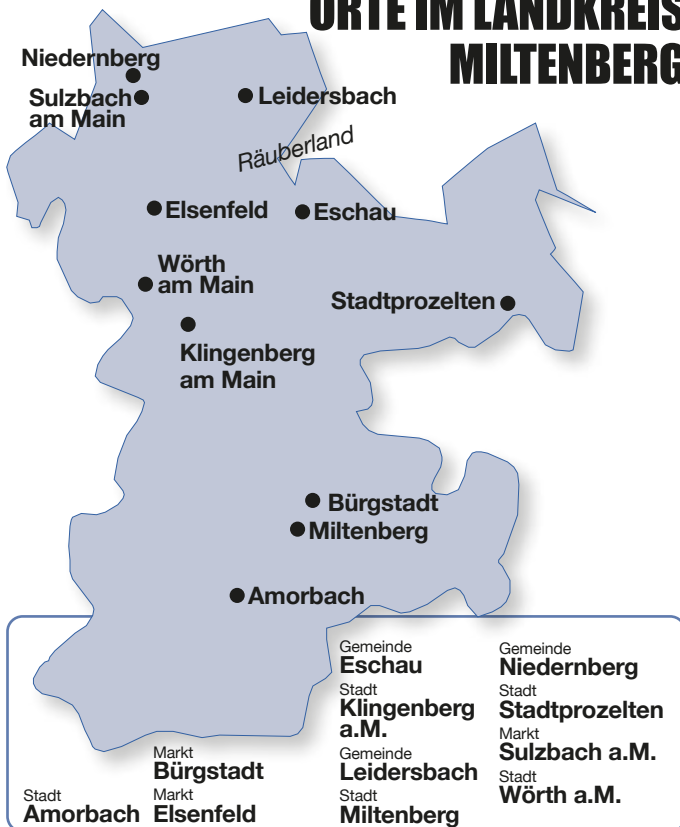 ORTE IM LANDKREIS
MILTENBERG
Niedernberg
Sulzbach
am Main
Leidersbach
Räuberland
Elsenfeld
Eschau
Wörth
am Main
Stadtprozelten
Klingenberg
am Main
Bürgstadt
Miltenberg
Amorbach
Stadt
Amorbach
Markt
Bürgstadt
Markt
Elsenfeld
Gemeinde
Eschau
Stadt
Klingenberg
a.M.
Gemeinde
Leidersbach
Stadt
Miltenberg
Gemeinde
Niedernberg
Stadt
Stadtprozelten
Markt
Sulzbach a.M.
Stadt
Wörth a.M.